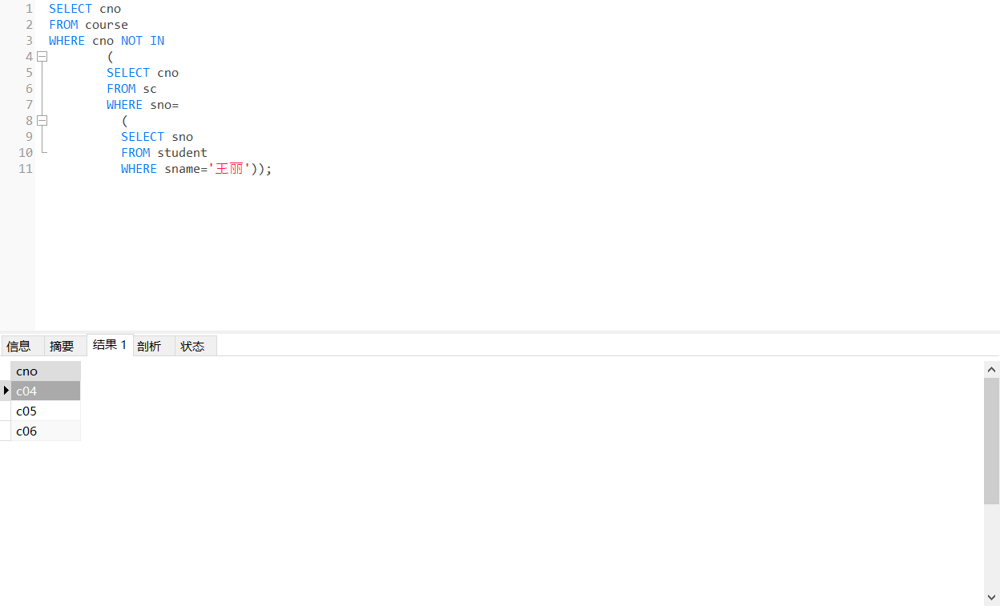 1 SELECT cno
2 FROM course
3 WHERE cno NOT IN
4 (
5 SELECT cno
6 FROM sc
7 WHERE sno=
8 (
9 SELECT sno
10 FROM student
11 WHERE sname='王丽'));
信息 摘要 结果 1 剖析 状态
cno
c04
c05
c06